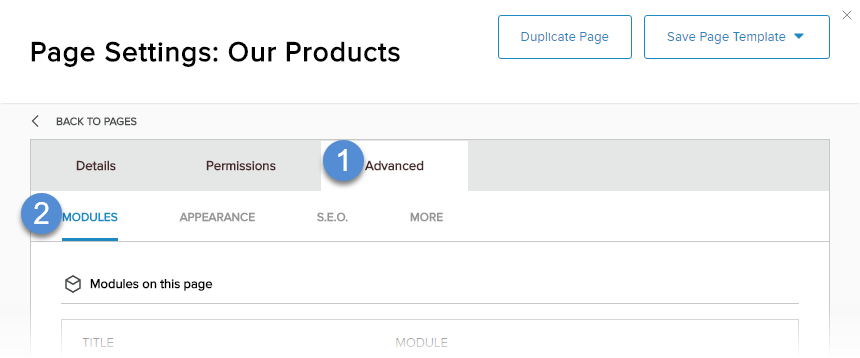 Duplicate Page
Save Page Template
Page Settings: Our Products
BACK TO PAGES
Details
Permissions
1
Advanced
2
MODULES
APPEARANCE
S.E.O.
MORE
Modules on this page
TITLE
MODULE